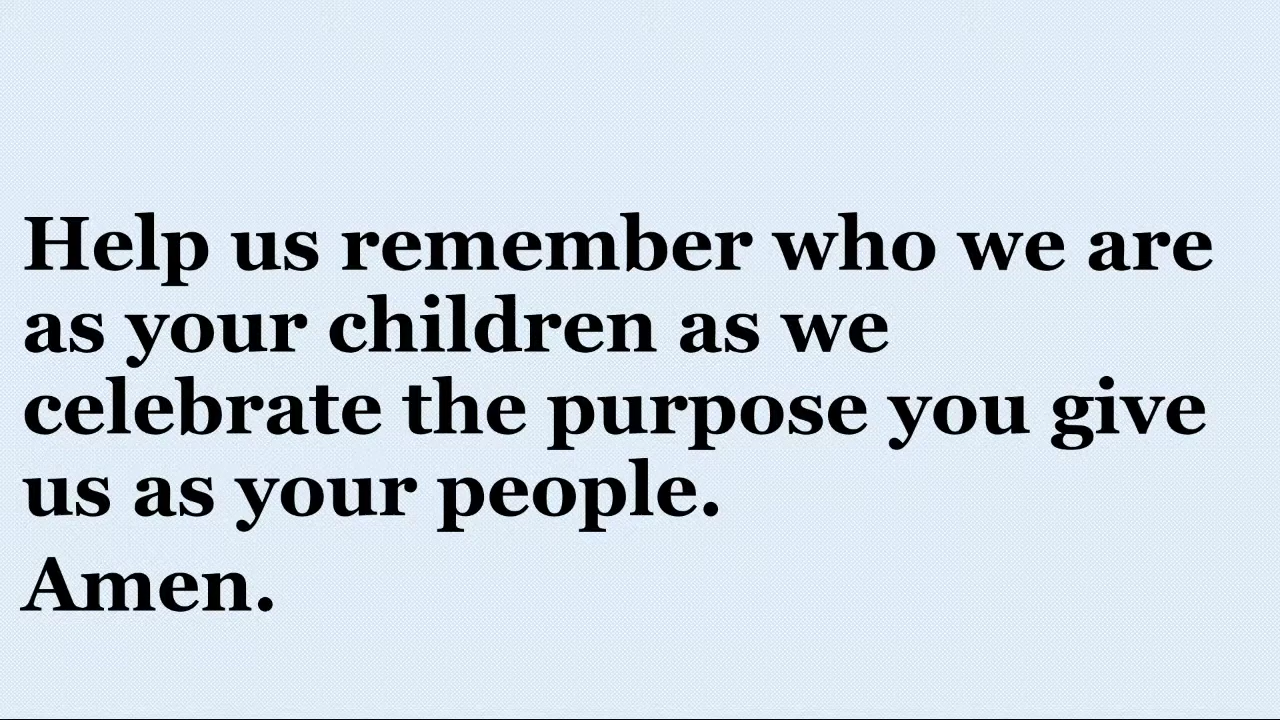 Help us remember who we are
as your children as we
celebrate the purpose you give
us as your people.
Amen.